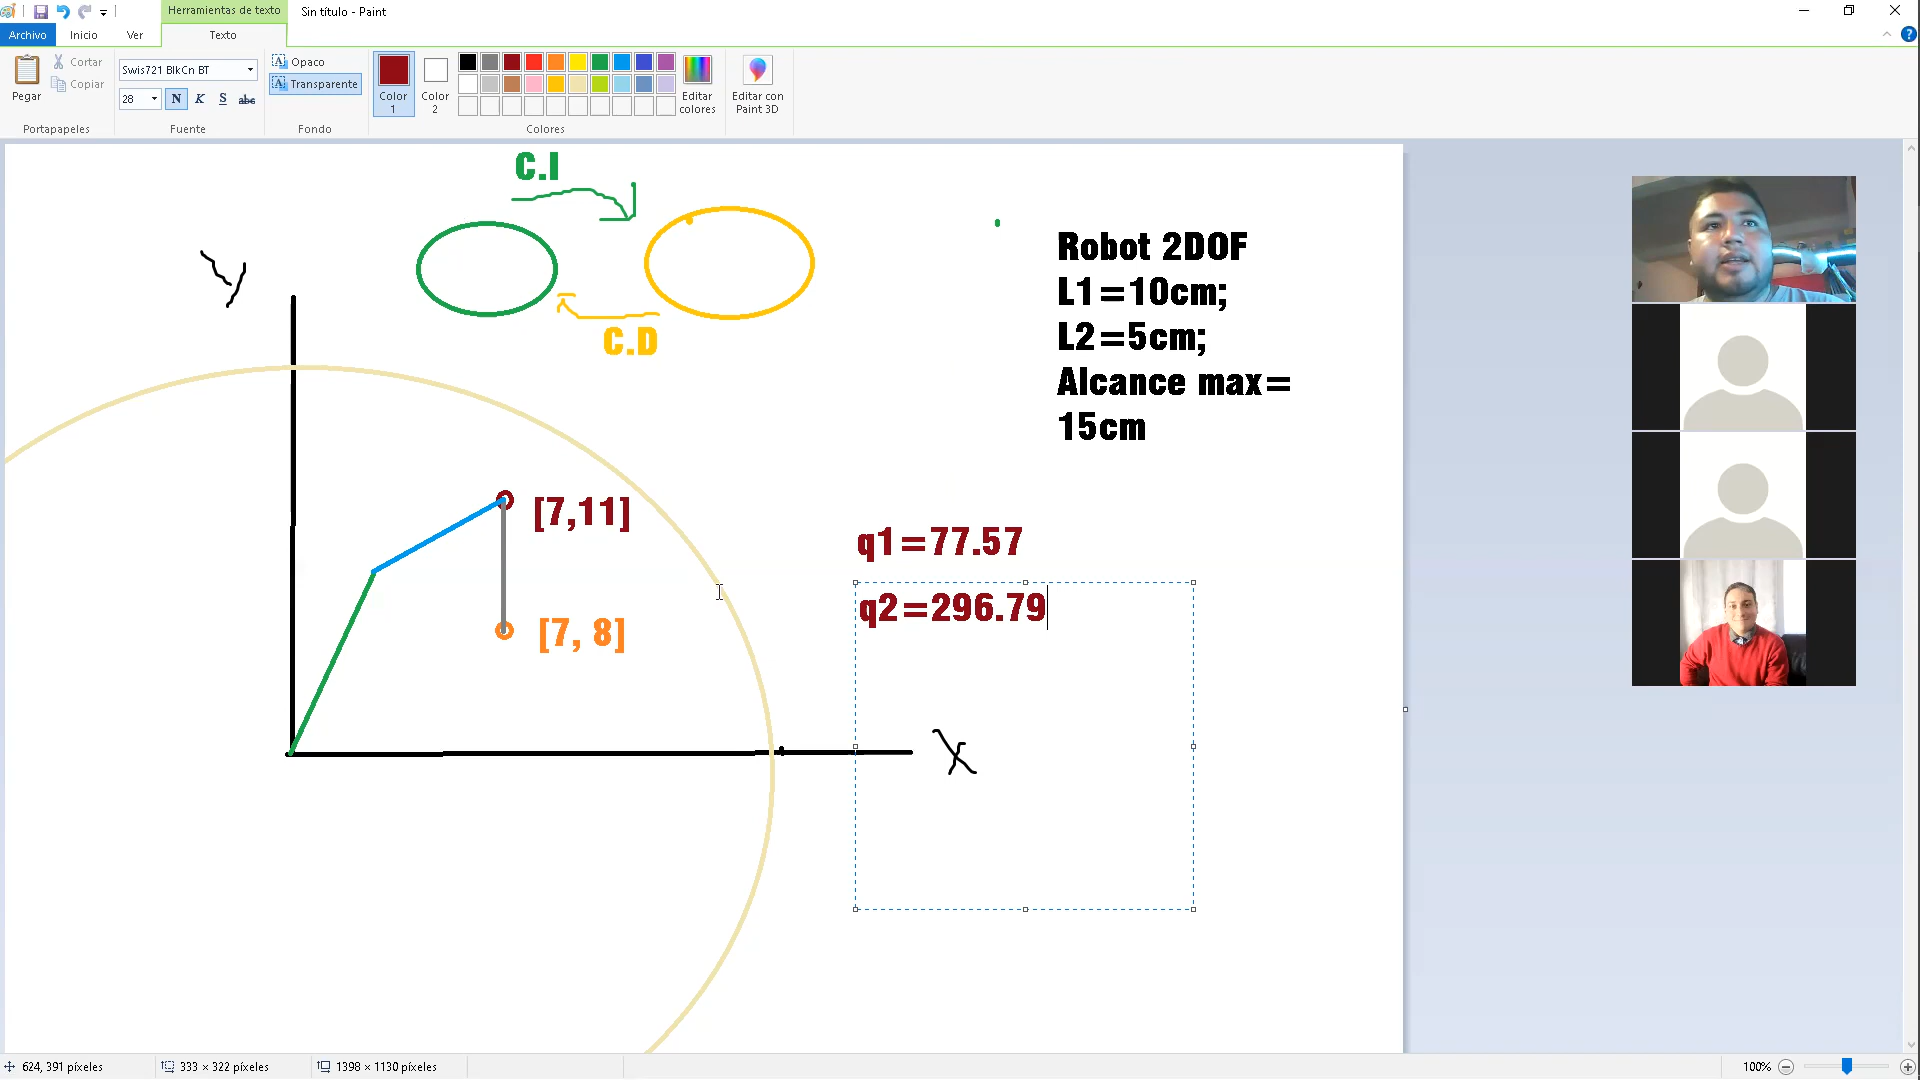 Herramientas de texto
Sin título - Paint
Archivo
Inicio
Ver
Texto
Pegar
Cortar
Copiar
Portapapeles
Swis721 BlkCn BT
28
N K S abc
Fuente
Opaco
Transparente
Fondo
Color 1
Color 2
Editar colores
Editar con Paint 3D
Colores
C.I
C.D
y
Robot 2DOF
L1=10cm;
L2=5cm;
Alcance max=
15cm
[7,11]
[7, 8]
q1=77.57
q2=296.79
x
624, 391 píxeles
333 × 322 píxeles
1398 × 1130 píxeles
100%